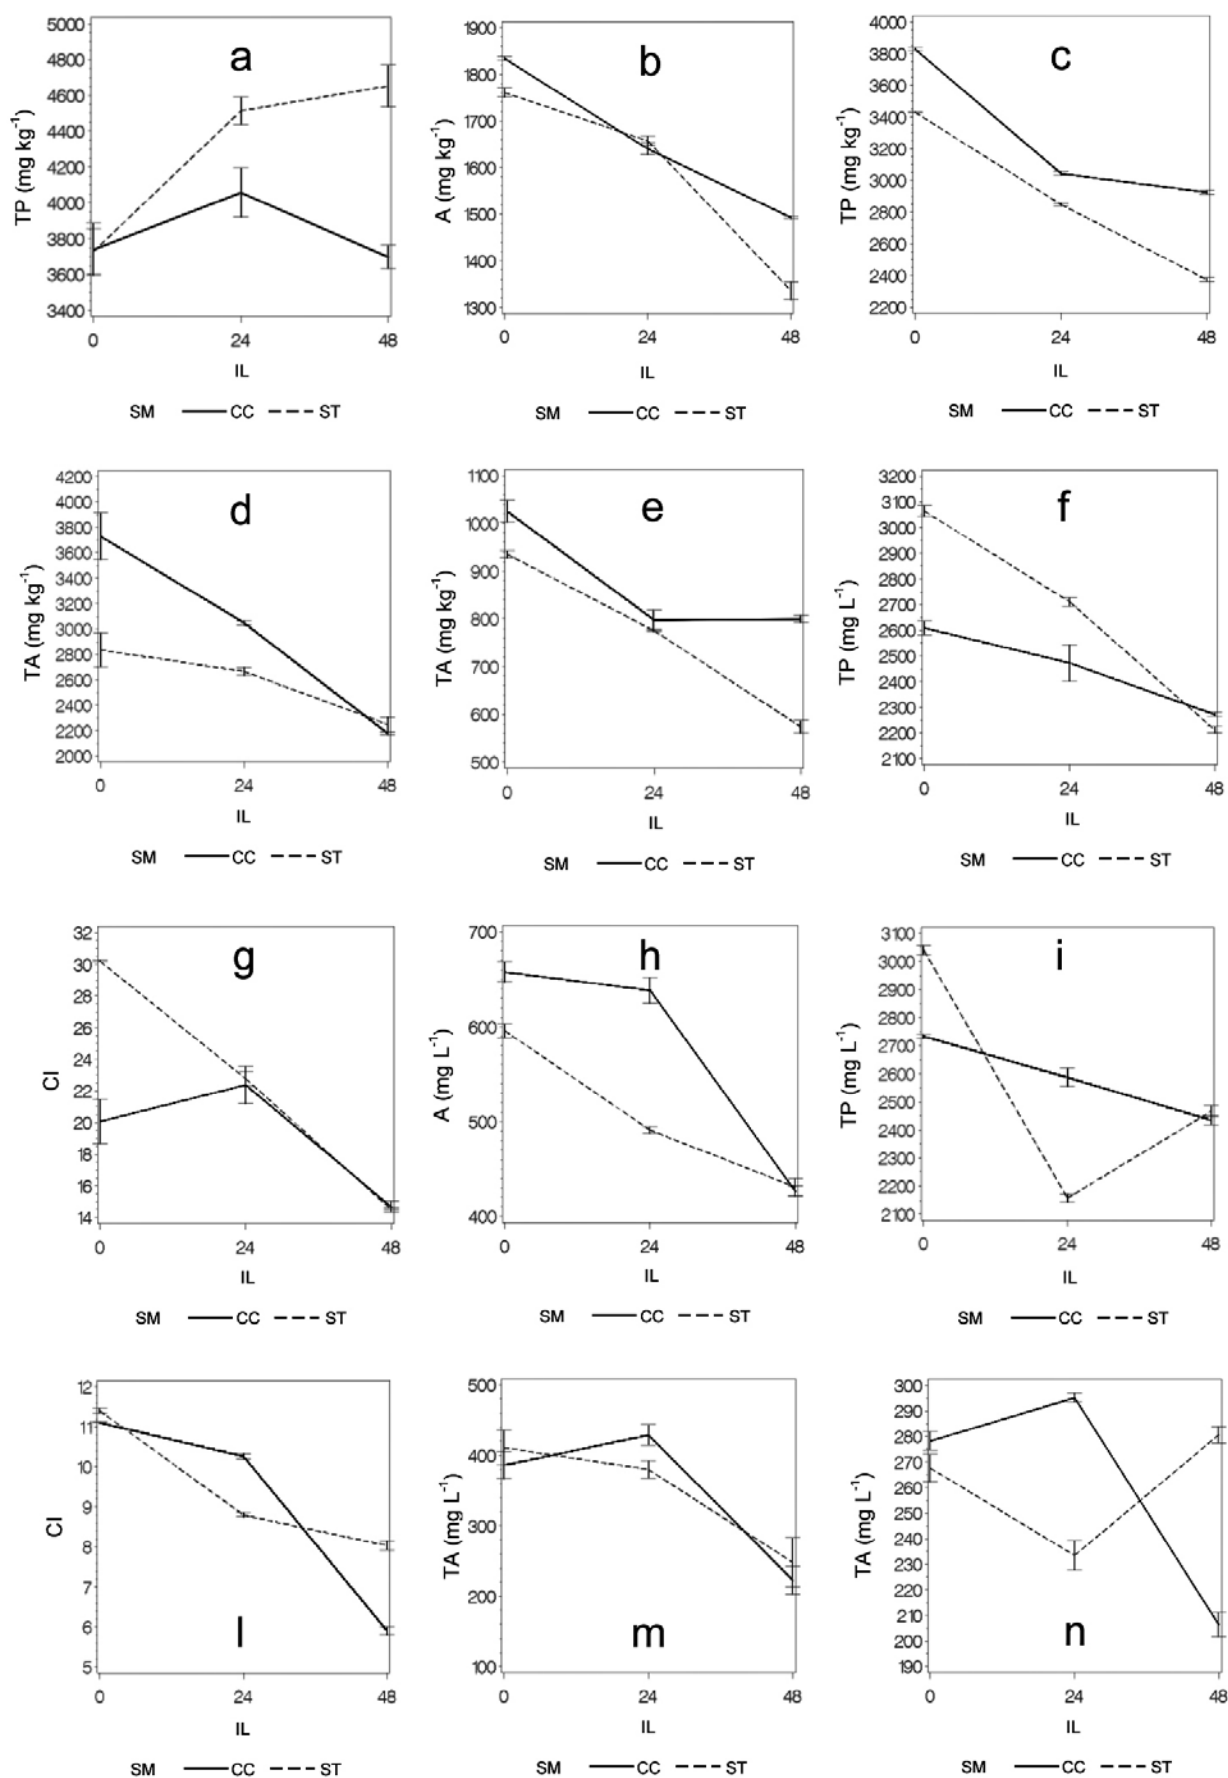 a
TP (mg kg⁻¹)
5000
4800
4600
4400
4200
4000
3800
3600
3400
0 24 48
IL
SM CC ST
b
A (mg kg⁻¹)
1900
1800
1700
1600
1500
1400
1300
0 24 48
IL
SM CC ST
c
TP (mg kg⁻¹)
4000
3800
3600
3400
3200
3000
2800
2600
2400
2200
0 24 48
IL
SM CC ST
d
TA (mg kg⁻¹)
4200
4000
3800
3600
3400
3200
3000
2800
2600
2400
2200
2000
0 24 48
IL
SM CC ST
e
TA (mg kg⁻¹)
1100
1000
900
800
700
600
500
0 24 48
IL
SM CC ST
f
TP (mg L⁻¹)
3200
3100
3000
2900
2800
2700
2600
2500
2400
2300
2200
2100
0 24 48
IL
SM CC ST
g
CI
32
30
28
26
24
22
20
18
16
14
0 24 48
IL
SM CC ST
h
A (mg L⁻¹)
700
600
500
400
0 24 48
IL
SM CC ST
i
TP (mg L⁻¹)
3100
3000
2900
2800
2700
2600
2500
2400
2300
2200
2100
0 24 48
IL
SM CC ST
l
CI
12
11
10
9
8
7
6
5
0 24 48
IL
SM CC ST
m
TA (mg L⁻¹)
500
400
300
200
100
0 24 48
IL
SM CC ST
n
TA (mg L⁻¹)
300
290
280
270
260
250
240
230
220
210
200
190
0 24 48
IL
SM CC ST